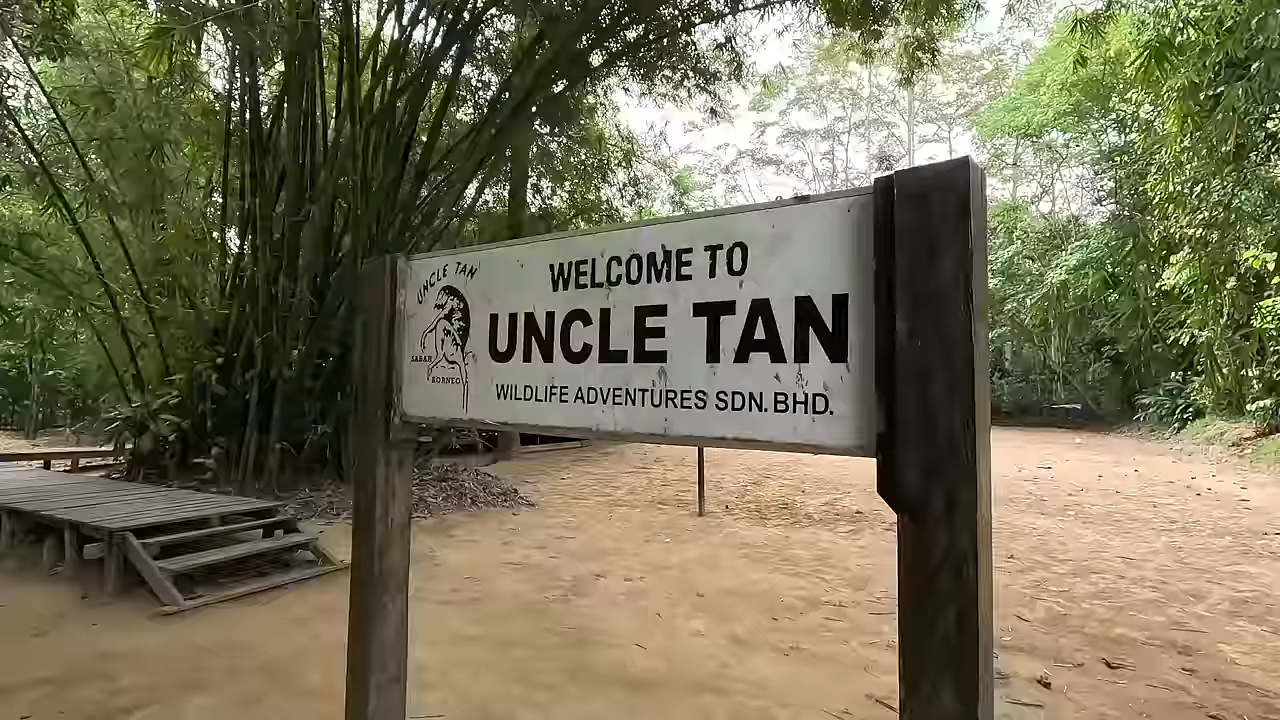 UNCLE TAN
SABAH
BORNEO
WELCOME TO
UNCLE TAN
WILDLIFE ADVENTURES SDN. BHD.